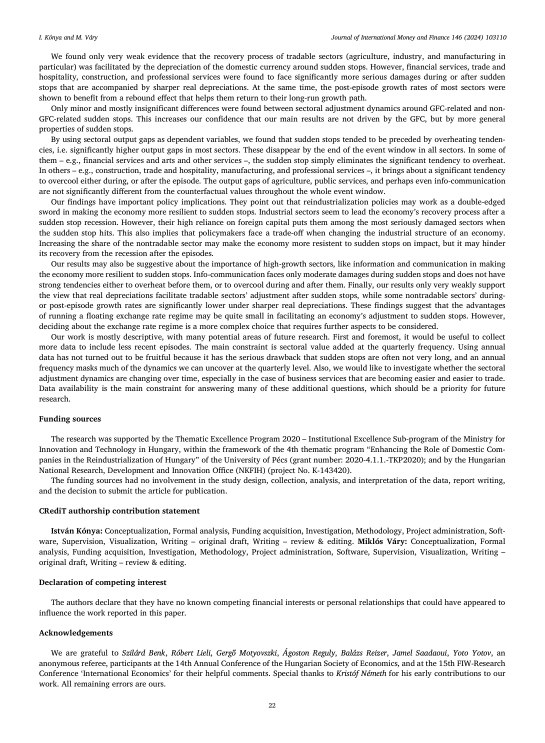 I. Kónya and M. Váry
Journal of International Money and Finance 146 (2024) 103110
We found only very weak evidence that the recovery process of tradable sectors (agriculture, industry, and manufacturing in
particular) was facilitated by the depreciation of the domestic currency around sudden stops. However, financial services, trade and
hospitality, construction, and professional services were found to face significantly more serious damages during or after sudden
stops that are accompanied by sharper real depreciations. At the same time, the post-episode growth rates of most sectors were
shown to benefit from a rebound effect that helps them return to their long-run growth path.
Only minor and mostly insignificant differences were found between sectoral adjustment dynamics around GFC-related and non-
GFC-related sudden stops. This increases our confidence that our main results are not driven by the GFC, but by more general
properties of sudden stops.
By using sectoral output gaps as dependent variables, we found that sudden stops tended to be preceded by overheating tenden-
cies, i.e. significantly higher output gaps in most sectors. These disappear by the end of the event window in all sectors. In some of
them – e.g., financial services and arts and other services –, the sudden stop simply eliminates the significant tendency to overheat.
In others – e.g., construction, trade and hospitality, manufacturing, and professional services –, it brings about a significant tendency
to overcool either during, or after the episode. The output gaps of agriculture, public services, and perhaps even info-communication
are not significantly different from the counterfactual values throughout the whole event window.
Our findings have important policy implications. They point out that reindustrialization policies may work as a double-edged
sword in making the economy more resilient to sudden stops. Industrial sectors seem to lead the economy's recovery process after a
sudden stop recession. However, their high reliance on foreign capital puts them among the most seriously damaged sectors when
the sudden stop hits. This also implies that policymakers face a trade-off when changing the industrial structure of an economy.
Increasing the share of the nontradable sector may make the economy more resistent to sudden stops on impact, but it may hinder
its recovery from the recession after the episodes.
Our results may also be suggestive about the importance of high-growth sectors, like information and communication in making
the economy more resilient to sudden stops. Info-communication faces only moderate damages during sudden stops and does not have
strong tendencies either to overheat before them, or to overcool during and after them. Finally, our results only very weakly support
the view that real depreciations facilitate tradable sectors' adjustment after sudden stops, while some nontradable sectors' during-
or post-episode growth rates are significantly lower under sharper real depreciations. These findings suggest that the advantages
of running a floating exchange rate regime may be quite small in facilitating an economy's adjustment to sudden stops. However,
deciding about the exchange rate regime is a more complex choice that requires further aspects to be considered.
Our work is mostly descriptive, with many potential areas of future research. First and foremost, it would be useful to collect
more data to include less recent episodes. The main constraint is sectoral value added at the quarterly frequency. Using annual
data has not turned out to be fruitful because it has the serious drawback that sudden stops are often not very long, and an annual
frequency masks much of the dynamics we can uncover at the quarterly level. Also, we would like to investigate whether the sectoral
adjustment dynamics are changing over time, especially in the case of business services that are becoming easier and easier to trade.
Data availability is the main constraint for answering many of these additional questions, which should be a priority for future
research.
Funding sources
The research was supported by the Thematic Excellence Program 2020 – Institutional Excellence Sub-program of the Ministry for
Innovation and Technology in Hungary, within the framework of the 4th thematic program “Enhancing the Role of Domestic Com-
panies in the Reindustrialization of Hungary” of the University of Pécs (grant number: 2020-4.1.1.-TKP2020); and by the Hungarian
National Research, Development and Innovation Office (NKFIH) (project No. K-143420).
The funding sources had no involvement in the study design, collection, analysis, and interpretation of the data, report writing,
and the decision to submit the article for publication.
CRediT authorship contribution statement
István Kónya: Conceptualization, Formal analysis, Funding acquisition, Investigation, Methodology, Project administration, Soft-
ware, Supervision, Visualization, Writing – original draft, Writing – review & editing. Miklós Váry: Conceptualization, Formal
analysis, Funding acquisition, Investigation, Methodology, Project administration, Software, Supervision, Visualization, Writing –
original draft, Writing – review & editing.
Declaration of competing interest
The authors declare that they have no known competing financial interests or personal relationships that could have appeared to
influence the work reported in this paper.
Acknowledgements
We are grateful to Szilárd Benk, Róbert Lieli, Gergő Motyovszki, Ágoston Reguly, Balázs Reizer, Jamel Saadaoui, Yoto Yotov, an
anonymous referee, participants at the 14th Annual Conference of the Hungarian Society of Economics, and at the 15th FIW-Research
Conference ‘International Economics’ for their helpful comments. Special thanks to Kristóf Németh for his early contributions to our
work. All remaining errors are ours.
22